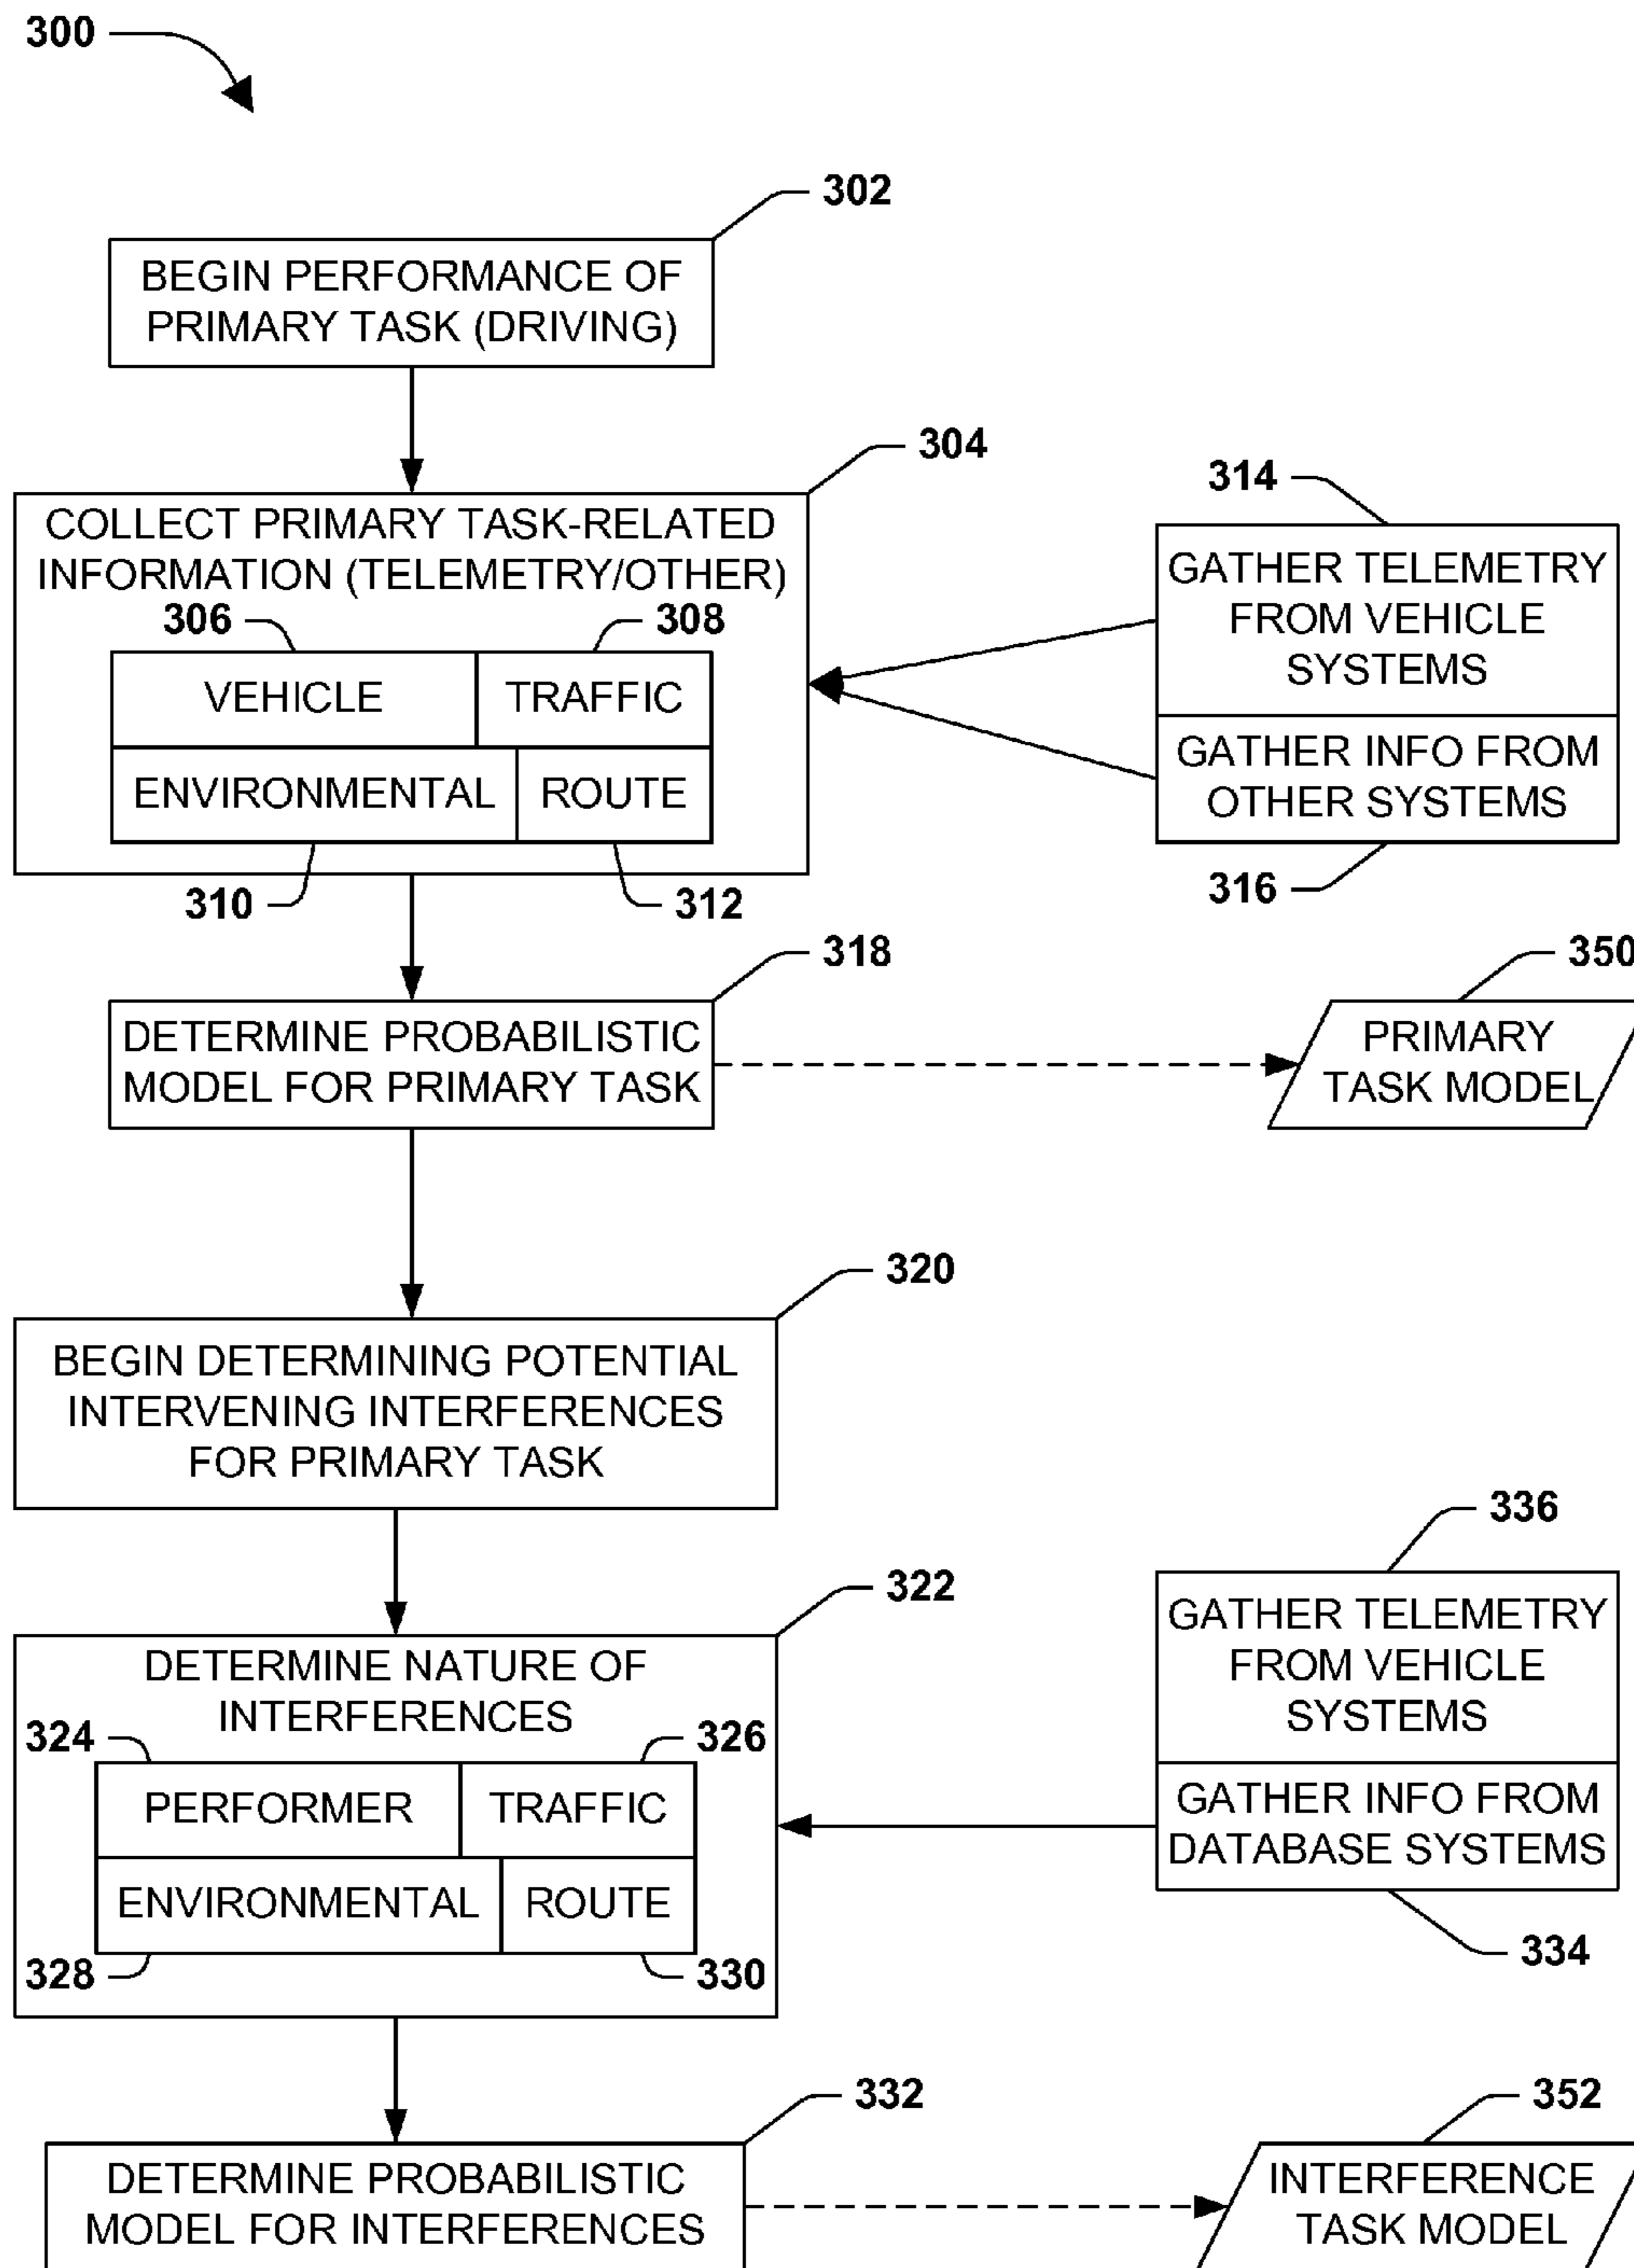 300
302
BEGIN PERFORMANCE OF
PRIMARY TASK (DRIVING)
304
COLLECT PRIMARY TASK-RELATED
INFORMATION (TELEMETRY/OTHER)
306
308
VEHICLE
TRAFFIC
ENVIRONMENTAL
ROUTE
310
312
314
GATHER TELEMETRY
FROM VEHICLE
SYSTEMS
GATHER INFO FROM
OTHER SYSTEMS
316
318
DETERMINE PROBABILISTIC
MODEL FOR PRIMARY TASK
350
PRIMARY
TASK MODEL
320
BEGIN DETERMINING POTENTIAL
INTERVENING INTERFERENCES
FOR PRIMARY TASK
322
DETERMINE NATURE OF
INTERFERENCES
324
326
PERFORMER
TRAFFIC
ENVIRONMENTAL
ROUTE
328
330
336
GATHER TELEMETRY
FROM VEHICLE
SYSTEMS
GATHER INFO FROM
DATABASE SYSTEMS
334
332
DETERMINE PROBABILISTIC
MODEL FOR INTERFERENCES
352
INTERFERENCE
TASK MODEL